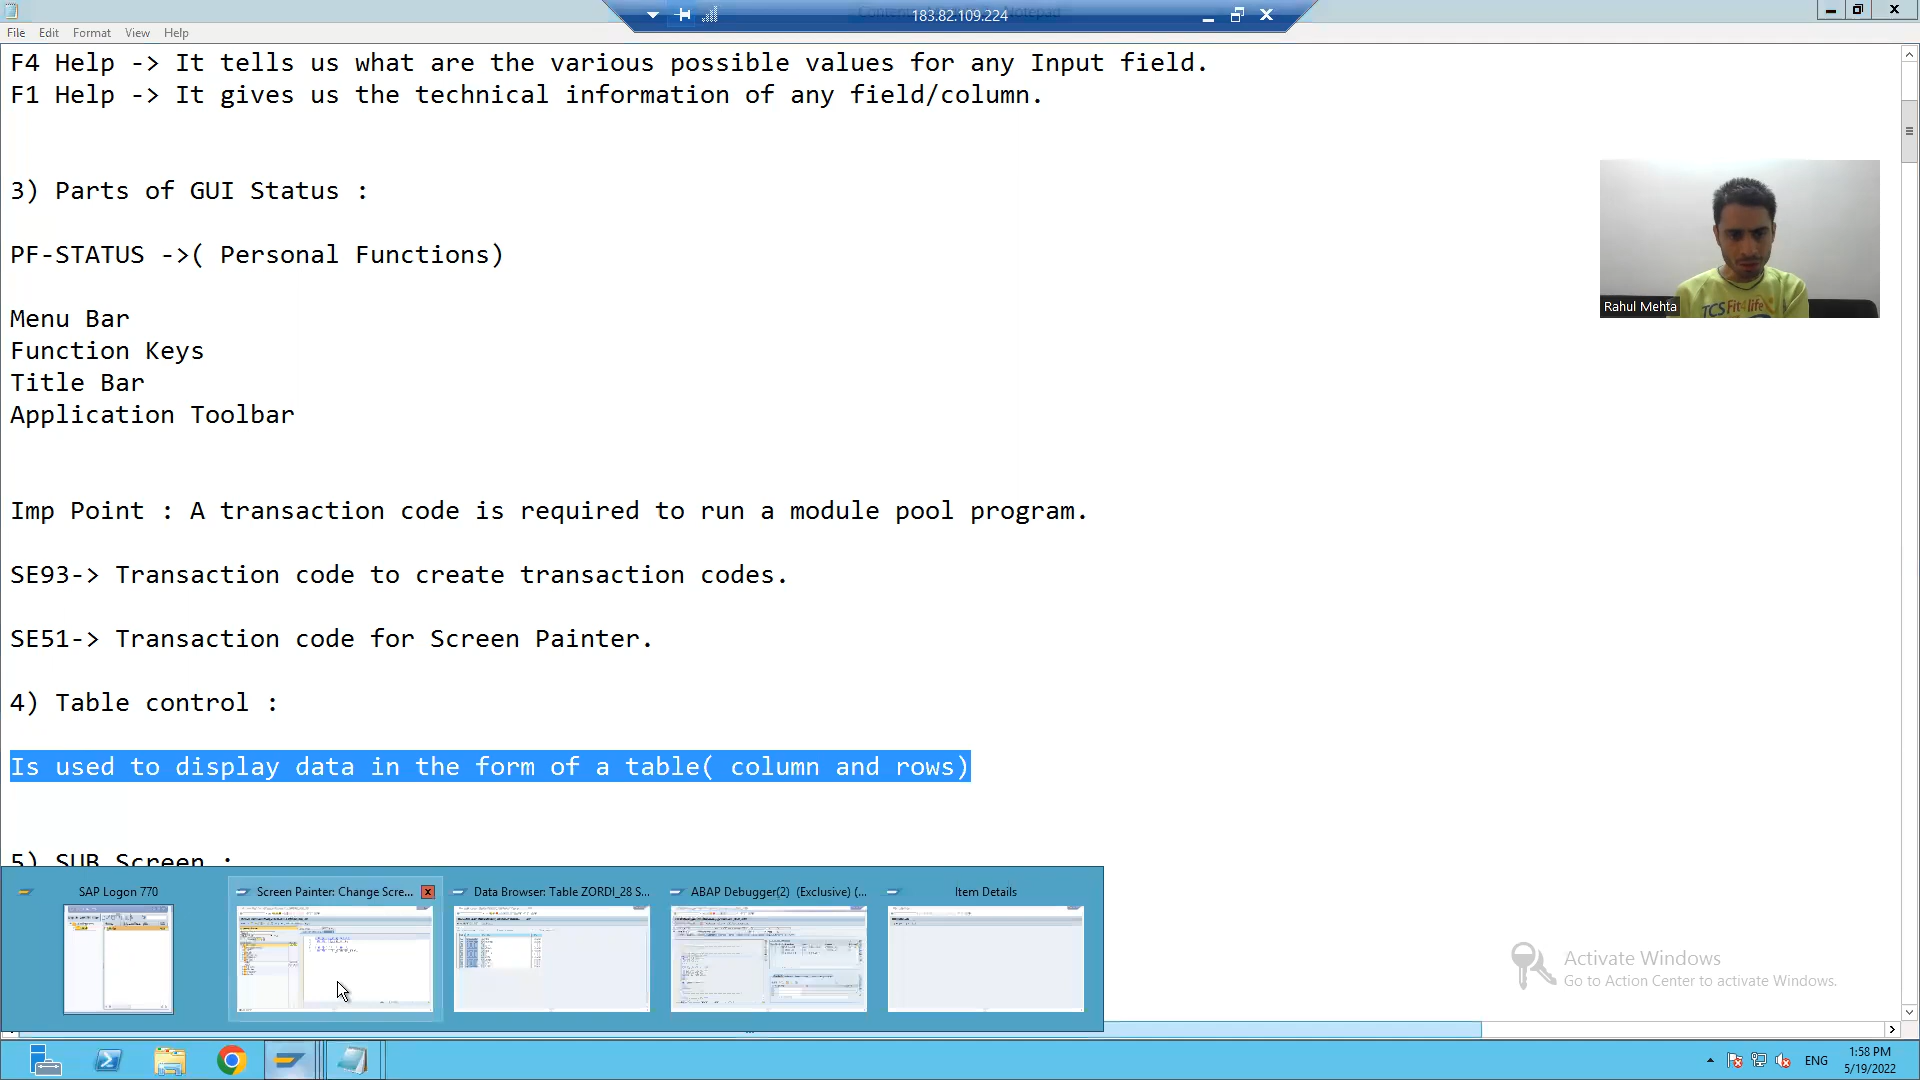 183.82.109.224
File Edit Format View Help
F4 Help -> It tells us what are the various possible values for any Input field.
F1 Help -> It gives us the technical information of any field/column.
3) Parts of GUI Status :
PF-STATUS ->( Personal Functions)
Menu Bar
Function Keys
Title Bar
Application Toolbar
Rahul Mehta
TCS Fit4life
Imp Point : A transaction code is required to run a module pool program.
SE93-> Transaction code to create transaction codes.
SE51-> Transaction code for Screen Painter.
4) Table control :
Is used to display data in the form of a table( column and rows)
5) SUB Screen :
SAP Logon 770
Screen Painter: Change Scre...
Data Browser: Table ZORDI_28 S...
ABAP Debugger(2) (Exclusive) (...
Item Details
Activate Windows
Go to Action Center to activate Windows.
ENG
1:58 PM
5/19/2022